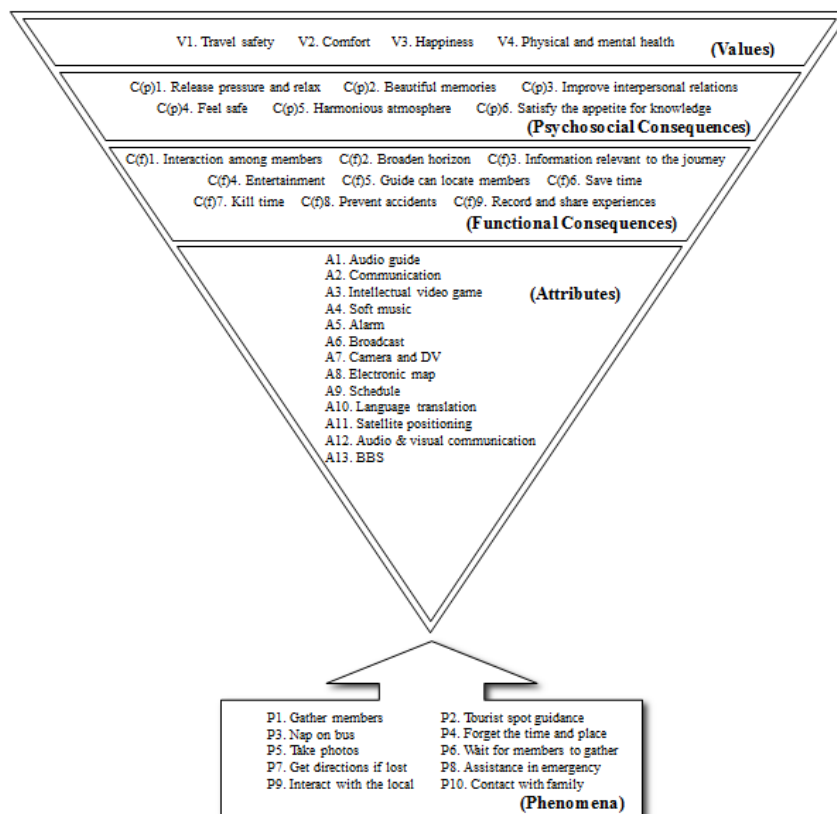 V1. Travel safety V2. Comfort V3. Happiness V4. Physical and mental health (Values)
C(p)1. Release pressure and relax C(p)2. Beautiful memories C(p)3. Improve interpersonal relations
C(p)4. Feel safe C(p)5. Harmonious atmosphere C(p)6. Satisfy the appetite for knowledge
(Psychosocial Consequences)
C(f)1. Interaction among members C(f)2. Broaden horizon C(f)3. Information relevant to the journey
C(f)4. Entertainment C(f)5. Guide can locate members C(f)6. Save time
C(f)7. Kill time C(f)8. Prevent accidents C(f)9. Record and share experiences
(Functional Consequences)
A1. Audio guide
A2. Communication
A3. Intellectual video game (Attributes)
A4. Soft music
A5. Alarm
A6. Broadcast
A7. Camera and DV
A8. Electronic map
A9. Schedule
A10. Language translation
A11. Satellite positioning
A12. Audio & visual communication
A13. BBS
P1. Gather members P2. Tourist spot guidance
P3. Nap on bus P4. Forget the time and place
P5. Take photos P6. Wait for members to gather
P7. Get directions if lost P8. Assistance in emergency
P9. Interact with the local P10. Contact with family
(Phenomena)